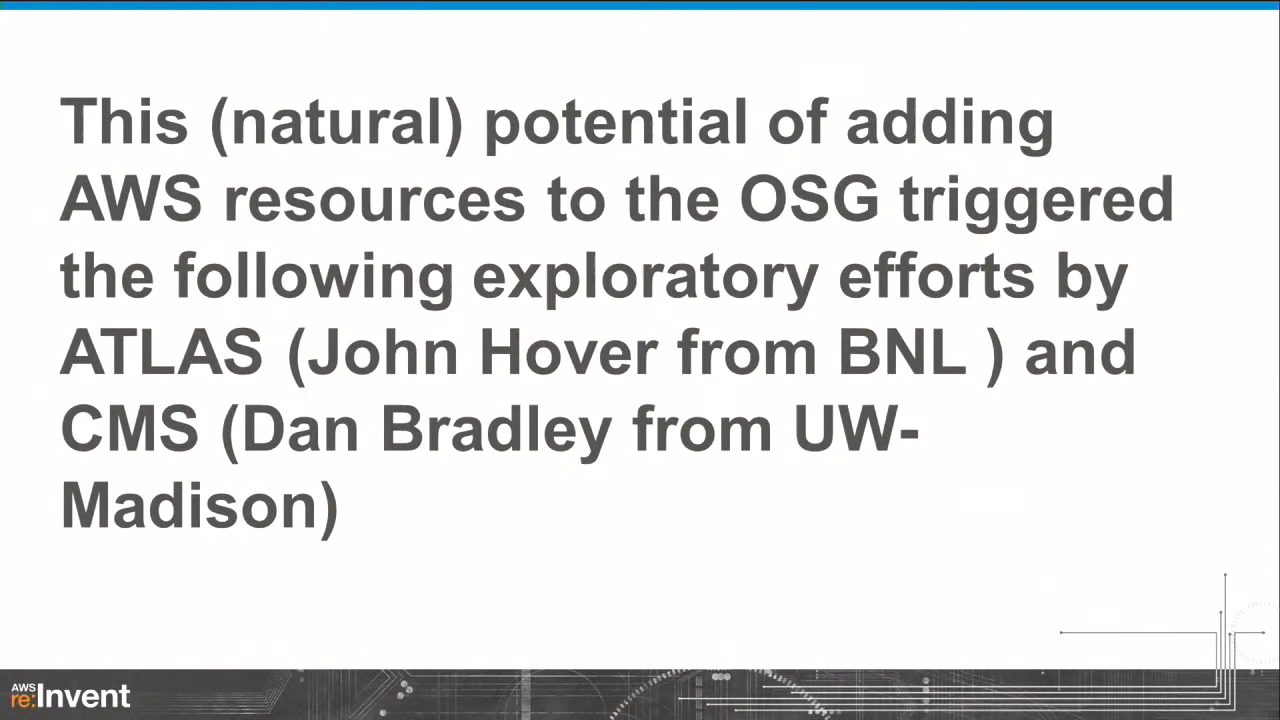 This (natural) potential of adding
AWS resources to the OSG triggered
the following exploratory efforts by
ATLAS (John Hover from BNL ) and
CMS (Dan Bradley from UW-
Madison)
AWS
re:Invent